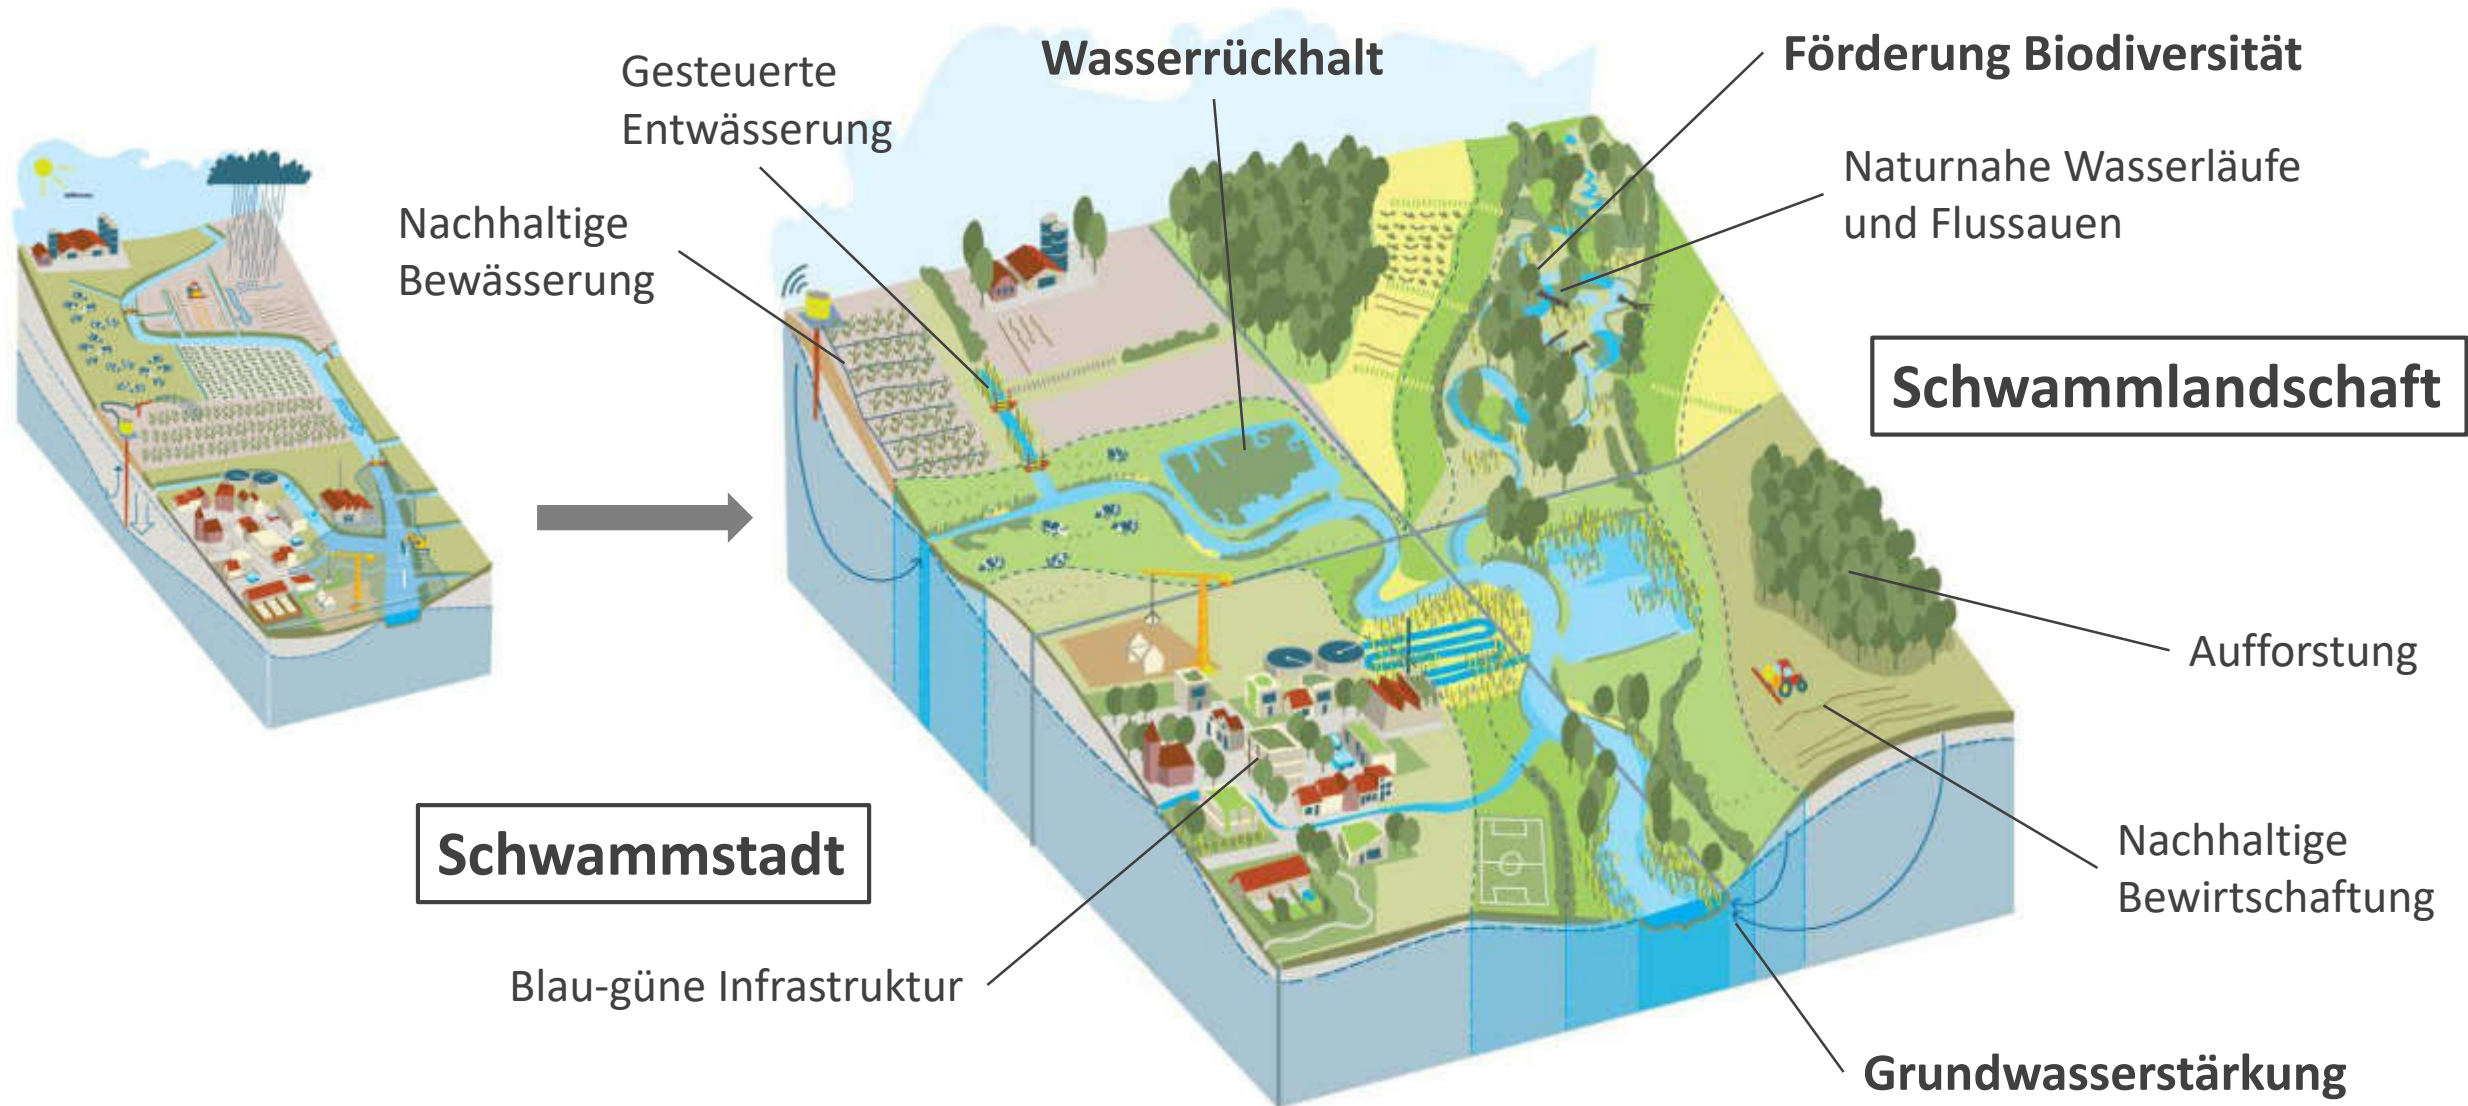 Wasserrückhalt
Förderung Biodiversität
Gesteuerte
Entwässerung
Naturnahe Wasserläufe
und Flussauen
Nachhaltige
Bewässerung
Schwammlandschaft
Aufforstung
Schwammstadt
Nachhaltige
Bewirtschaftung
Blau-güne Infrastruktur
Grundwasserstärkung